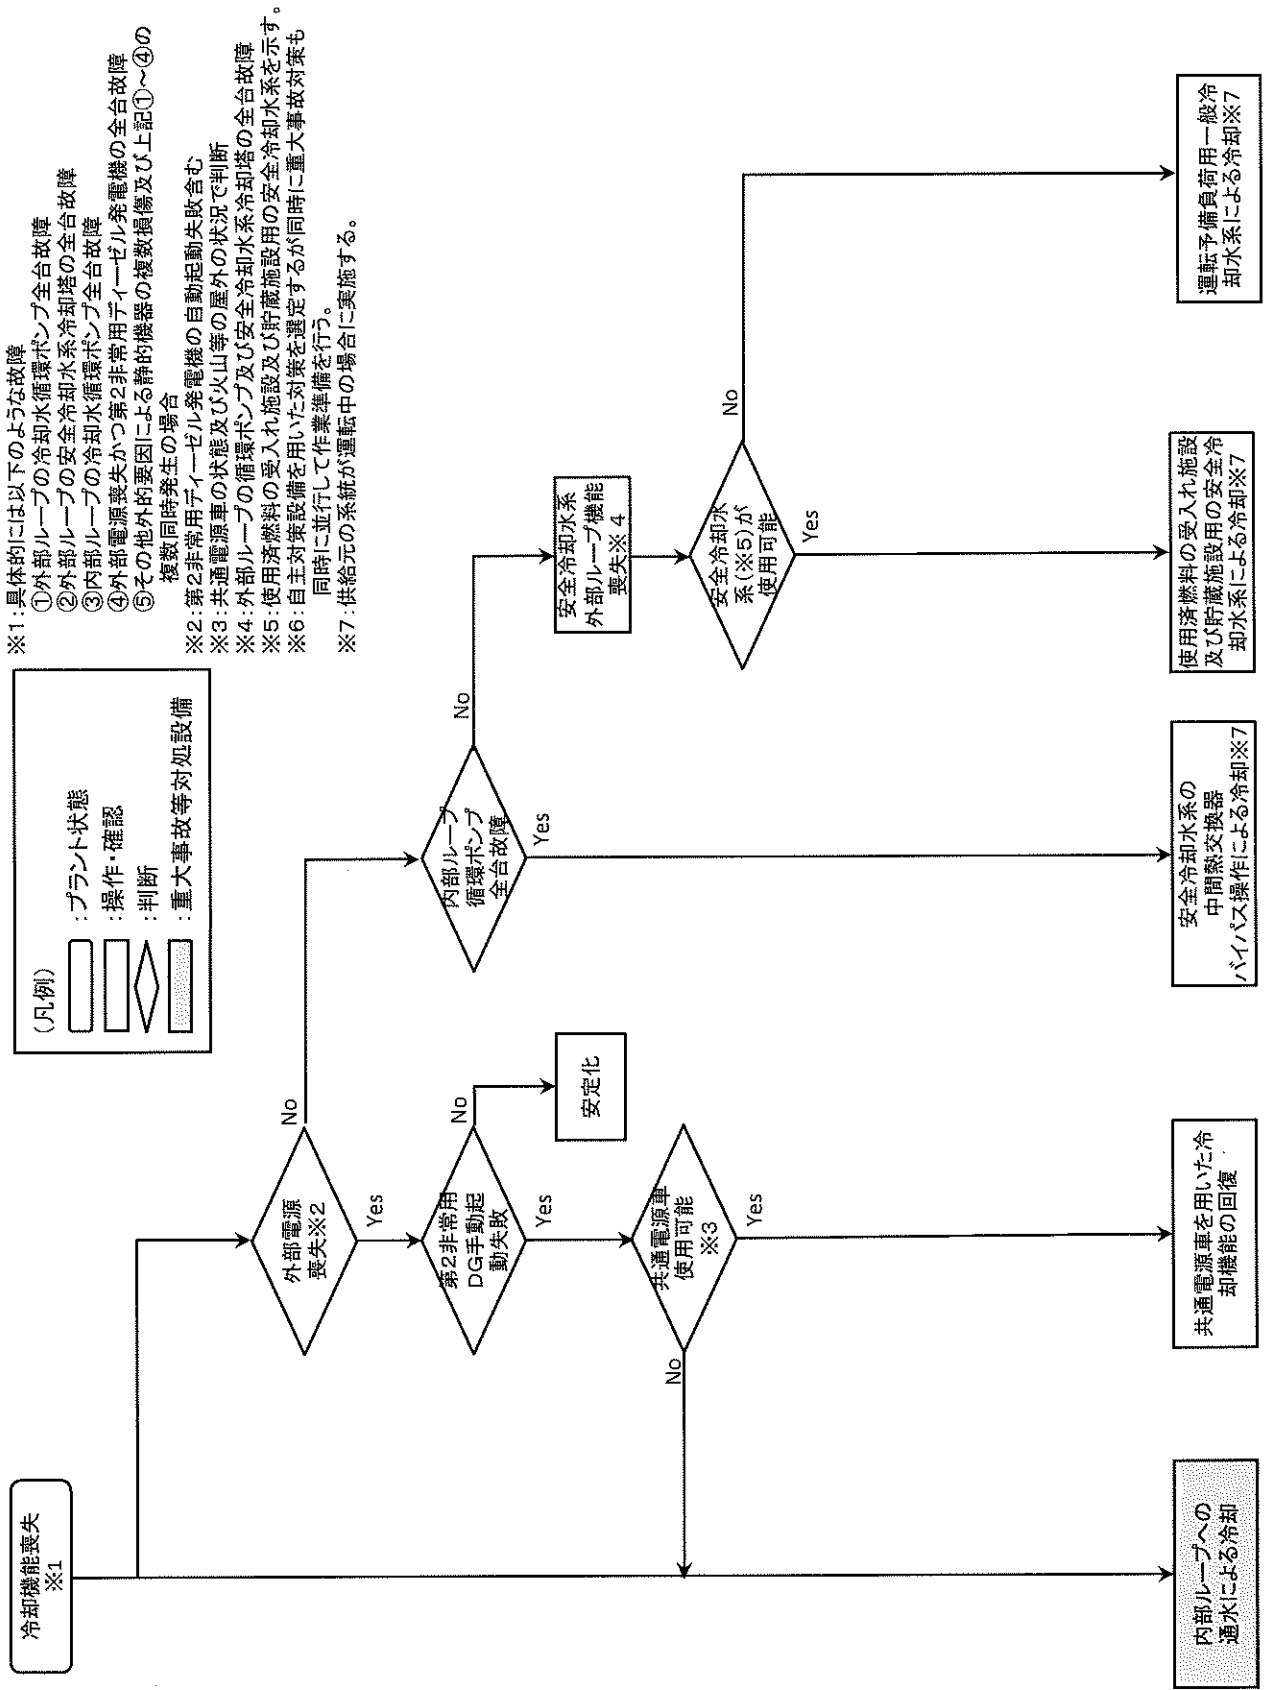 冷却機能喪失
※1
外部電源
喪失※2
Yes
No
第2非常用
DG手動起
動失敗
Yes
No
安定化
共通電源車
使用可能
※3
Yes
No
内部ループ
循環ポンプ
全台故障
Yes
No
安全冷却水系
外部ループ機能
喪失※4
安全冷却水
系(※5)が
使用可能
Yes
No
内部ループへの
通水による冷却
共通電源車を用いた冷
却機能の回復
安全冷却水系の
中間熱交換器
バイパス操作による冷却※7
使用済燃料の受入れ施設
及び貯蔵施設用の安全冷
却水系による冷却※7
運転予備負荷用一般冷
却水系による冷却※7
(凡例)
:プラント状態
:操作・確認
:判断
:重大事故等対処設備
※1:具体的には以下のような故障
①外部ループの冷却水循環ポンプ全台故障
②外部ループの安全冷却水系冷却塔の全台故障
③内部ループの冷却水循環ポンプ全台故障
④外部電源喪失かつ第2非常用ディーゼル発電機の全台故障
⑤その他外的要因による静的機器の複数損傷及び上記①～④の
複数同時発生の場合
※2:第2非常用ディーゼル発電機の自動起動失敗含む
※3:共通電源車の状態及び火山等の屋外の状況で判断
※4:外部ループの循環ポンプ及び安全冷却水系冷却塔の全台故障
※5:使用済燃料の受入れ施設及び貯蔵施設用の安全冷却水系を示す。
※6:自主対策設備を用いた対策を選定するが同時に重大事故対策も
同時に並行して作業準備を行う。
※7:供給元の系統が運転中の場合に実施する。